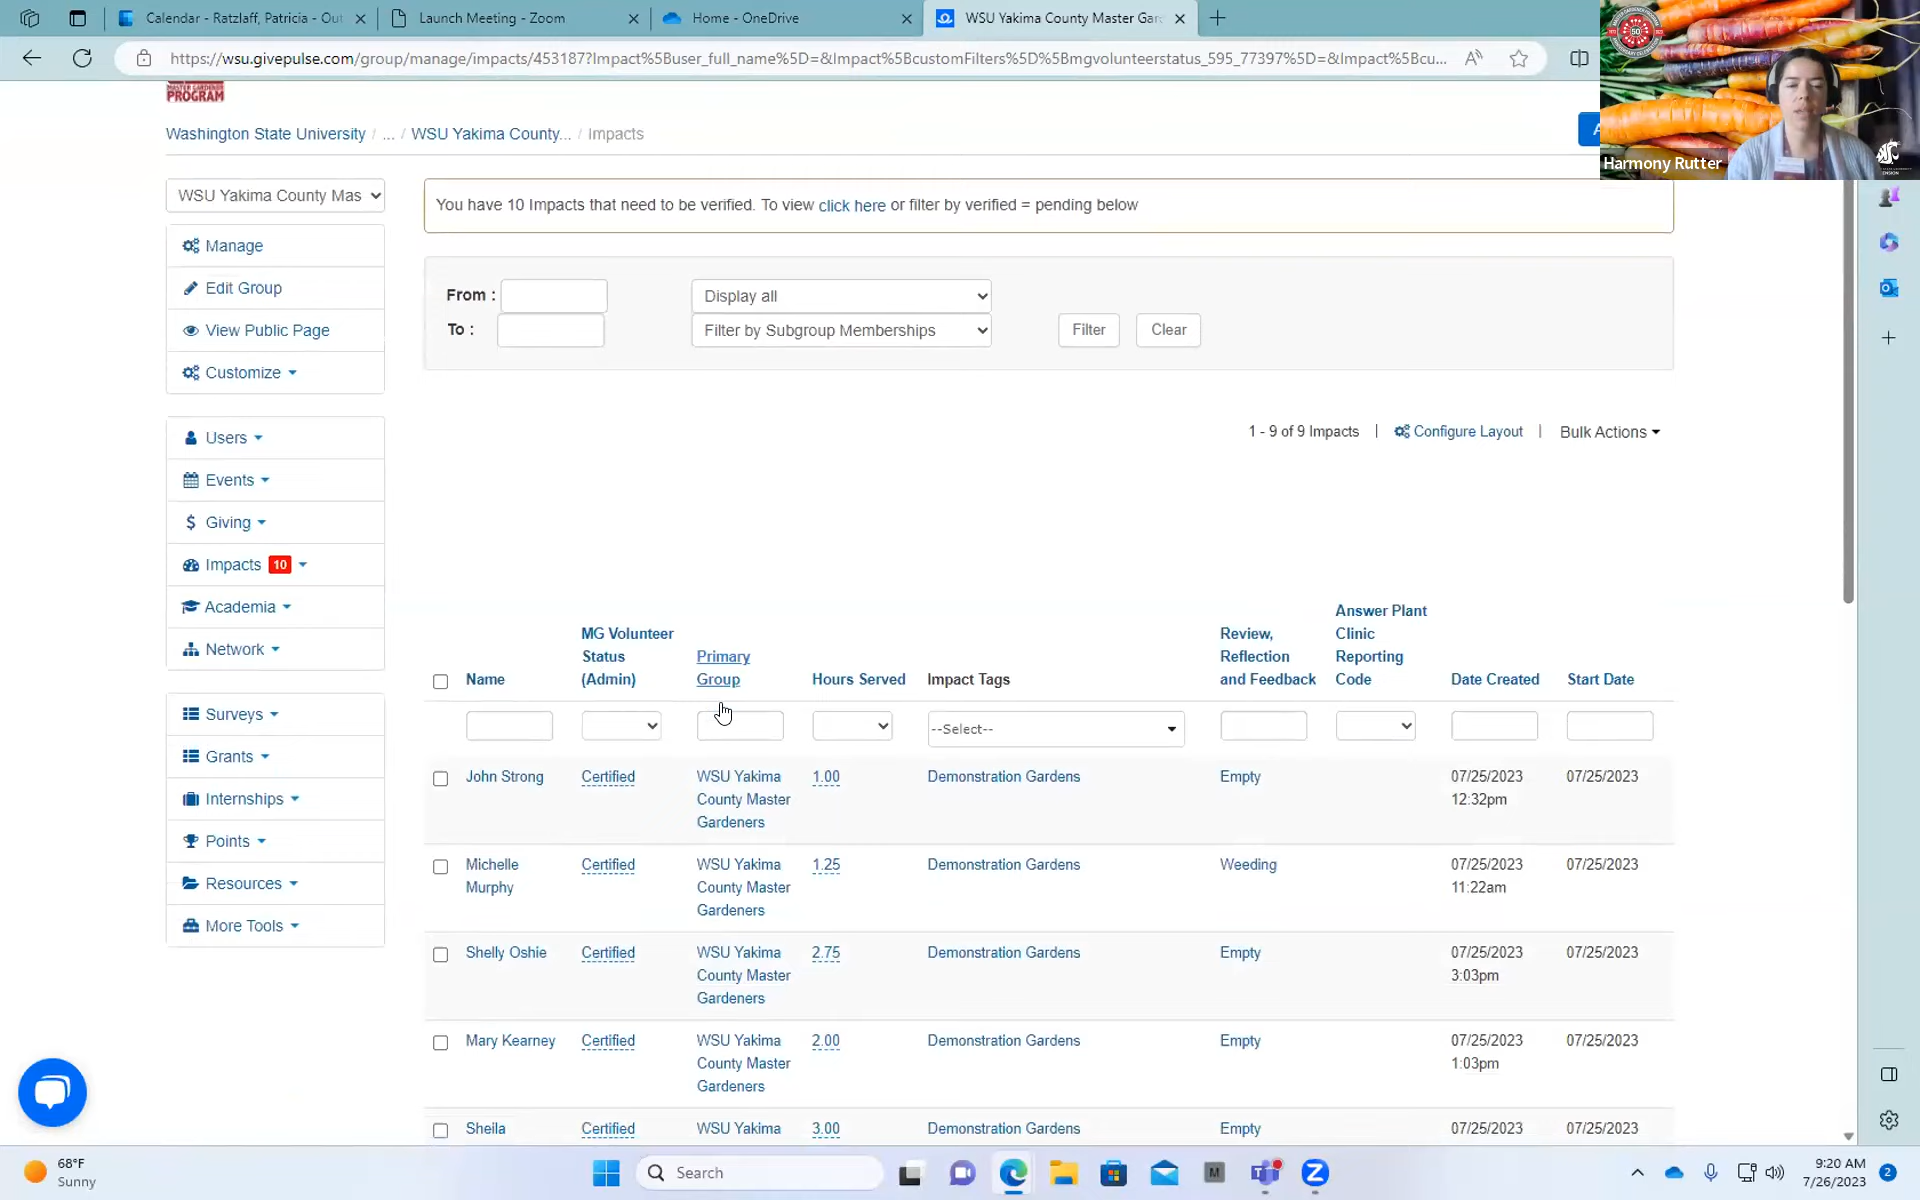 Calendar - Ratzlaff, Patricia - Out
Launch Meeting - Zoom
Home - OneDrive
WSU Yakima County Master Gar
https://wsu.givepulse.com/group/manage/impacts/453187?Impact%5Buser_full_name%5D=&Impact%5BcustomFilters%5D%5Bmgvolunteerstatus_595_77397%5D=&Impact%5Bcu...
Harmony Rutter
PROGRAM
Washington State University / ... / WSU Yakima County... / Impacts
WSU Yakima County Mas
Manage
Edit Group
View Public Page
Customize
Users
Events
Giving
Impacts 10
Academia
Network
Surveys
Grants
Internships
Points
Resources
More Tools
You have 10 Impacts that need to be verified. To view click here or filter by verified = pending below
From :
To :
Display all
Filter by Subgroup Memberships
Filter
Clear
1 - 9 of 9 Impacts | Configure Layout | Bulk Actions
Name
MG Volunteer
Status
(Admin)
Primary
Group
Hours Served
Impact Tags
Review,
Reflection
and Feedback
Answer Plant
Clinic
Reporting
Code
Date Created
Start Date
--Select--
John Strong Certified WSU Yakima 1.00 Demonstration Gardens Empty 07/25/2023 07/25/2023
County Master 12:32pm
Gardeners
Michelle Certified WSU Yakima 1.25 Demonstration Gardens Weeding 07/25/2023 07/25/2023
Murphy County Master 11:22am
Gardeners
Shelly Oshie Certified WSU Yakima 2.75 Demonstration Gardens Empty 07/25/2023 07/25/2023
County Master 3:03pm
Gardeners
Mary Kearney Certified WSU Yakima 2.00 Demonstration Gardens Empty 07/25/2023 07/25/2023
County Master 1:03pm
Gardeners
Sheila Certified WSU Yakima 3.00 Demonstration Gardens Empty 07/25/2023 07/25/2023
68°F
Sunny
Search
9:20 AM
7/26/2023
2